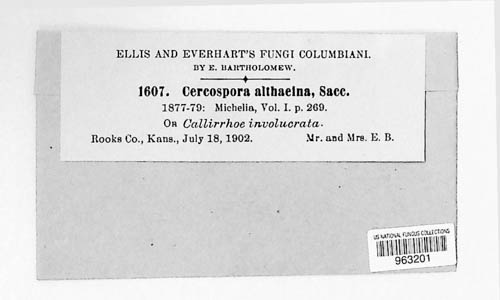 ELLIS AND EVERHART'S FUNGI COLUMBIANI.
BY E. BARTHOLOMEW.
1607. Cercospora althaeina, Sacc.
1877-79: Michelia, Vol. I. p. 269.
On Callirrhoe involucrata.
Rooks Co., Kans., July 18, 1902. Mr. and Mrs. E. B.
US NATIONAL FUNGUS COLLECTIONS
963201